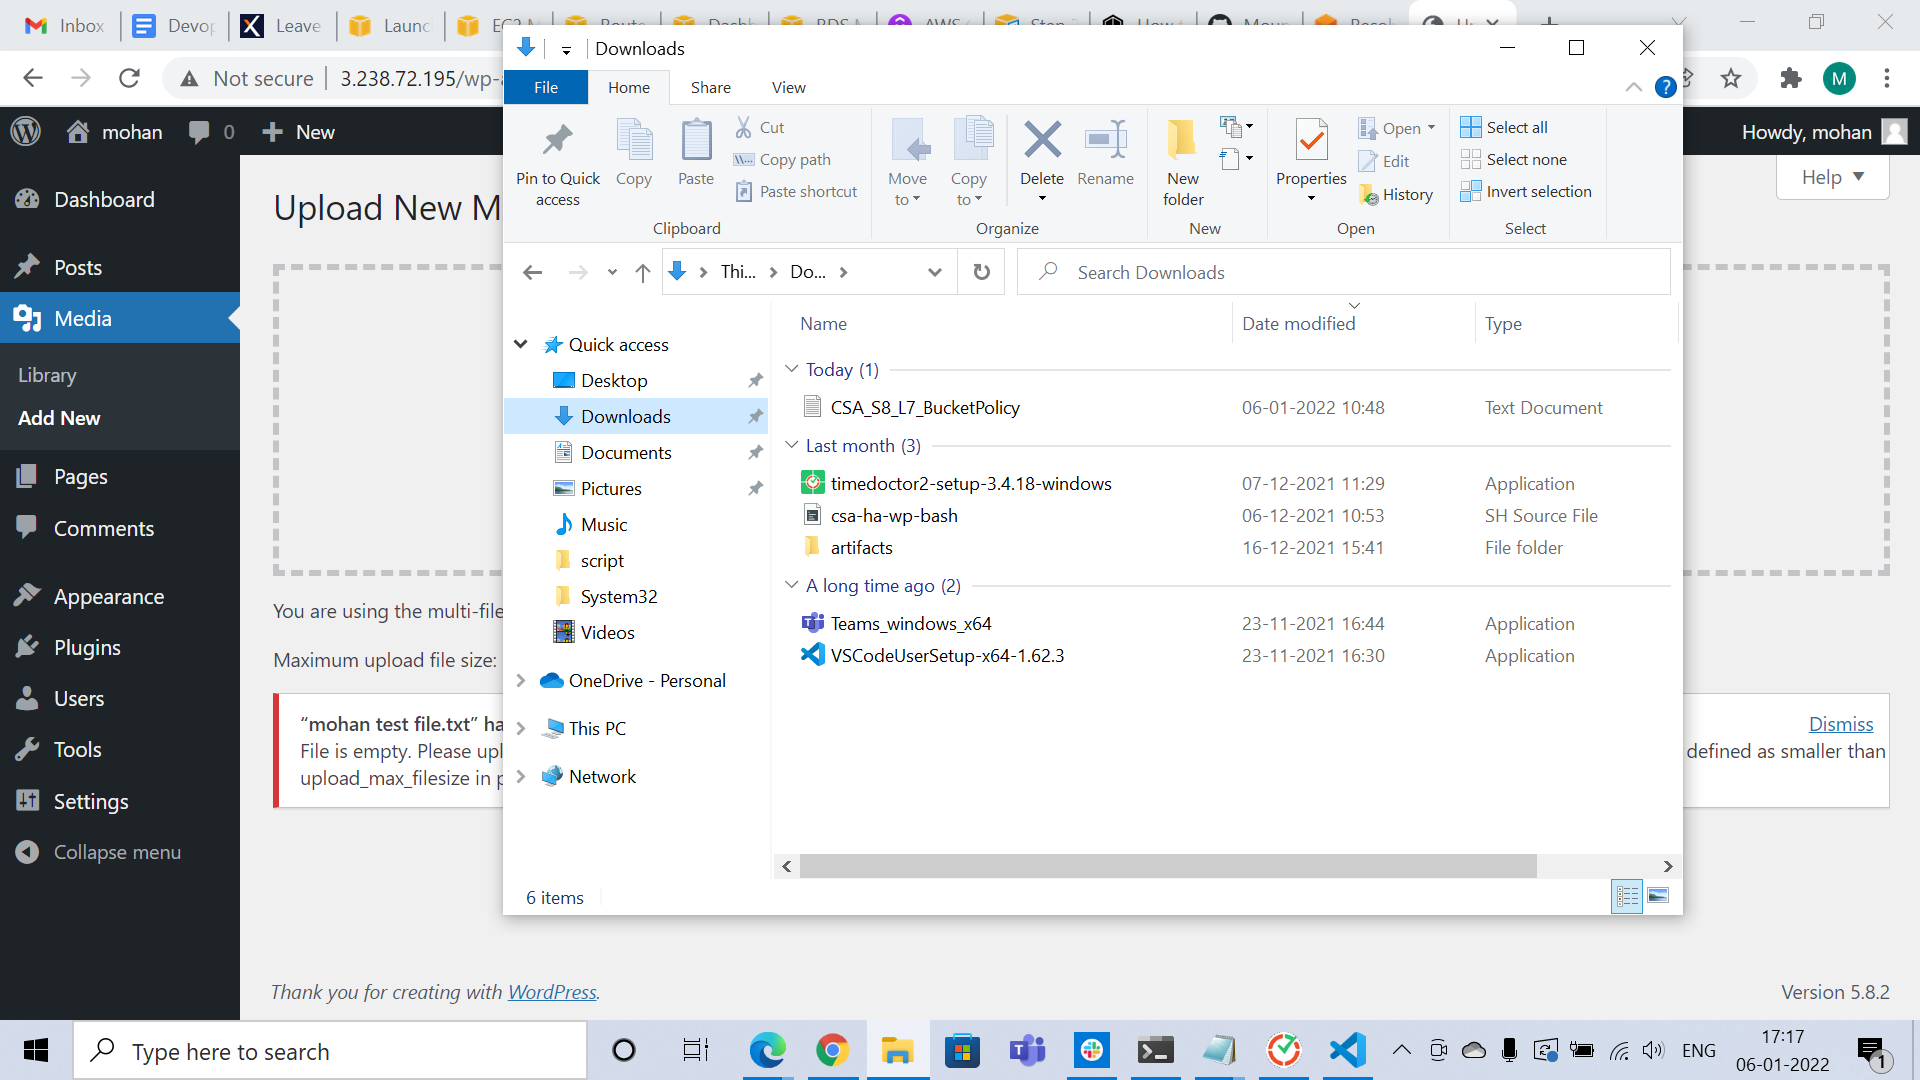 Inbox
Devop
Leave
Launc
EC2 M
Route
Dashb
RDS M
AWS
Step
How t
Moun
Resol
Not secure
3.238.72.195/wp-a
M
mohan
0
New
Howdy, mohan
Help
Dashboard
Posts
Media
Library
Add New
Pages
Comments
Appearance
Plugins
Users
Tools
Settings
Collapse menu
Upload New M
You are using the multi-file
Maximum upload file size:
“mohan test file.txt” ha
Dismiss
File is empty. Please upl
defined as smaller than
upload_max_filesize in p
Thank you for creating with WordPress.
Version 5.8.2
Downloads
File
Home
Share
View
?
Pin to Quick access
Copy
Paste
Cut
Copy path
Paste shortcut
Clipboard
Move to
Copy to
Delete
Rename
Organize
New folder
New
Properties
Open
Edit
History
Open
Select all
Select none
Invert selection
Select
Thi...
Do...
Search Downloads
Quick access
Desktop
Downloads
Documents
Pictures
Music
script
System32
Videos
OneDrive - Personal
This PC
Network
Name
Date modified
Type
Today (1)
CSA_S8_L7_BucketPolicy 06-01-2022 10:48 Text Document
Last month (3)
timedoctor2-setup-3.4.18-windows 07-12-2021 11:29 Application
csa-ha-wp-bash 06-12-2021 10:53 SH Source File
artifacts 16-12-2021 15:41 File folder
A long time ago (2)
Teams_windows_x64 23-11-2021 16:44 Application
VSCodeUserSetup-x64-1.62.3 23-11-2021 16:30 Application
6 items
Type here to search
ENG
17:17
06-01-2022
1